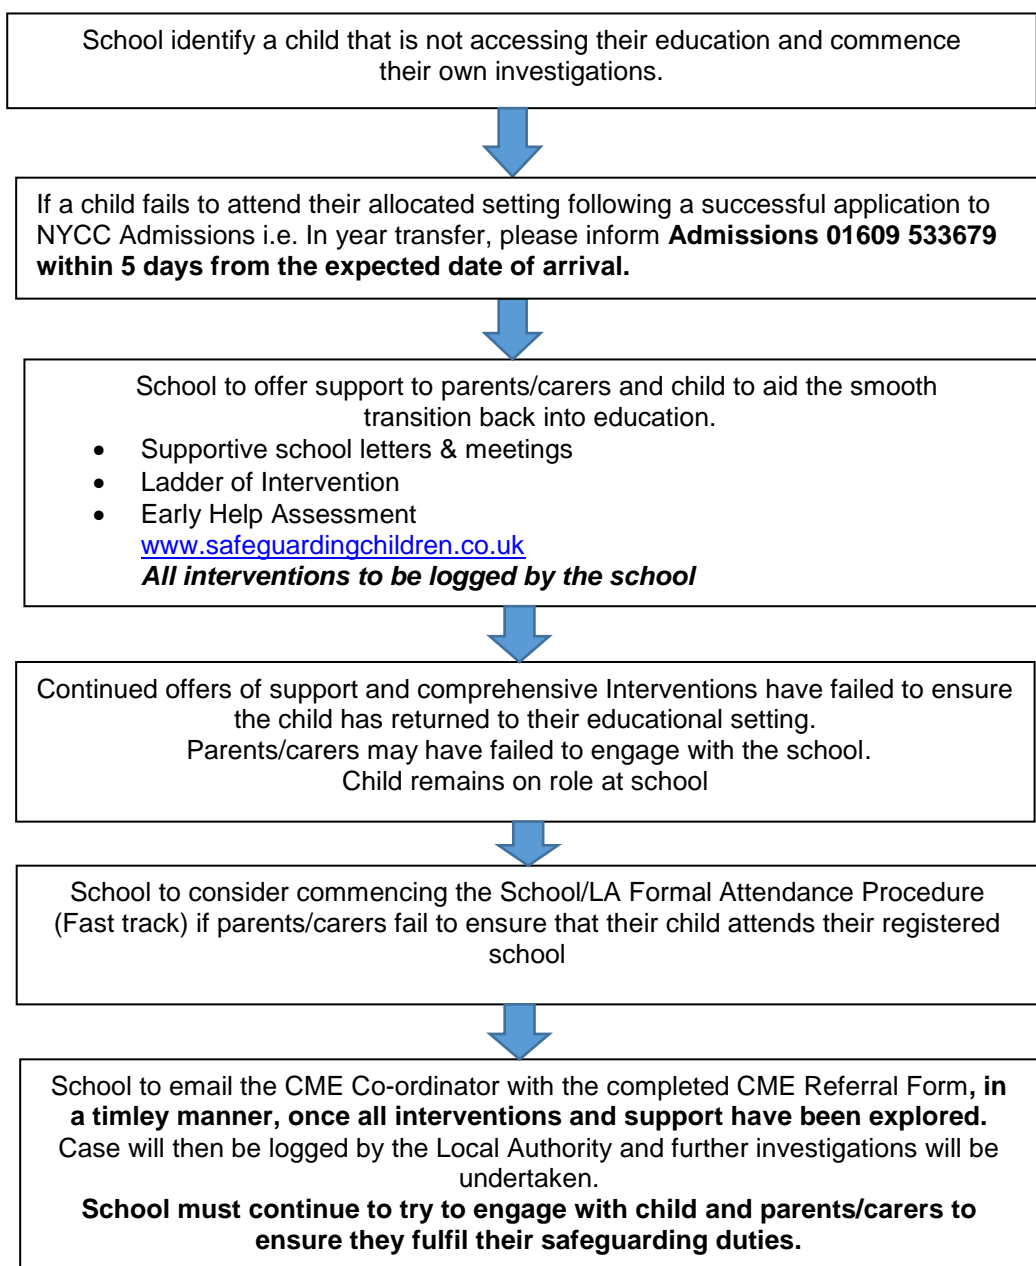 School identify a child that is not accessing their education and commence
their own investigations.
If a child fails to attend their allocated setting following a successful application to
NYCC Admissions i.e. In year transfer, please inform Admissions 01609 533679
within 5 days from the expected date of arrival.
School to offer support to parents/carers and child to aid the smooth
transition back into education.
• Supportive school letters & meetings
• Ladder of Intervention
• Early Help Assessment
www.safeguardingchildren.co.uk
All interventions to be logged by the school
Continued offers of support and comprehensive Interventions have failed to ensure
the child has returned to their educational setting.
Parents/carers may have failed to engage with the school.
Child remains on role at school
School to consider commencing the School/LA Formal Attendance Procedure
(Fast track) if parents/carers fail to ensure that their child attends their registered
school
School to email the CME Co-ordinator with the completed CME Referral Form, in
a timley manner, once all interventions and support have been explored.
Case will then be logged by the Local Authority and further investigations will be
undertaken.
School must continue to try to engage with child and parents/carers to
ensure they fulfil their safeguarding duties.